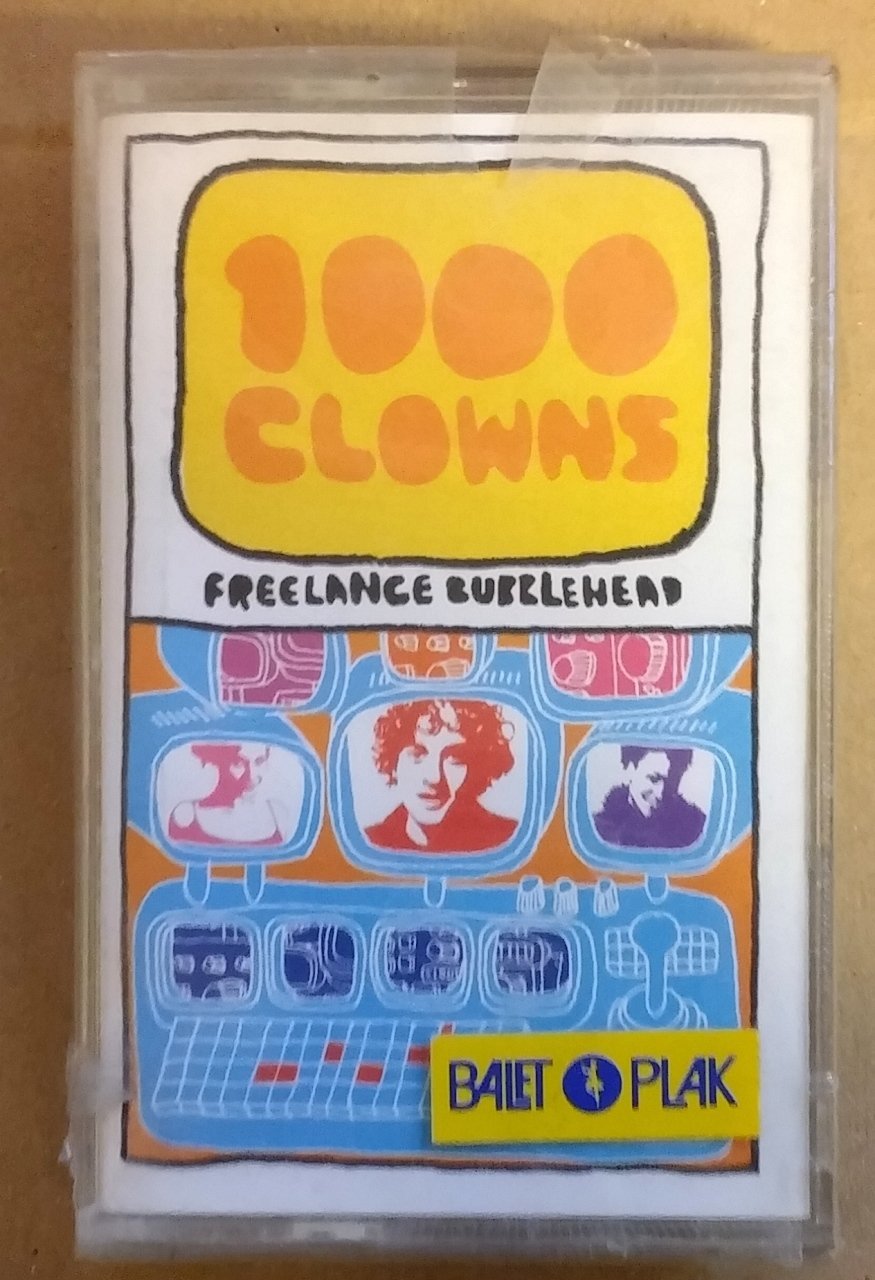 1000
CLOWNS
FREELANCE BUBBLEHEAD
BALET PLAK